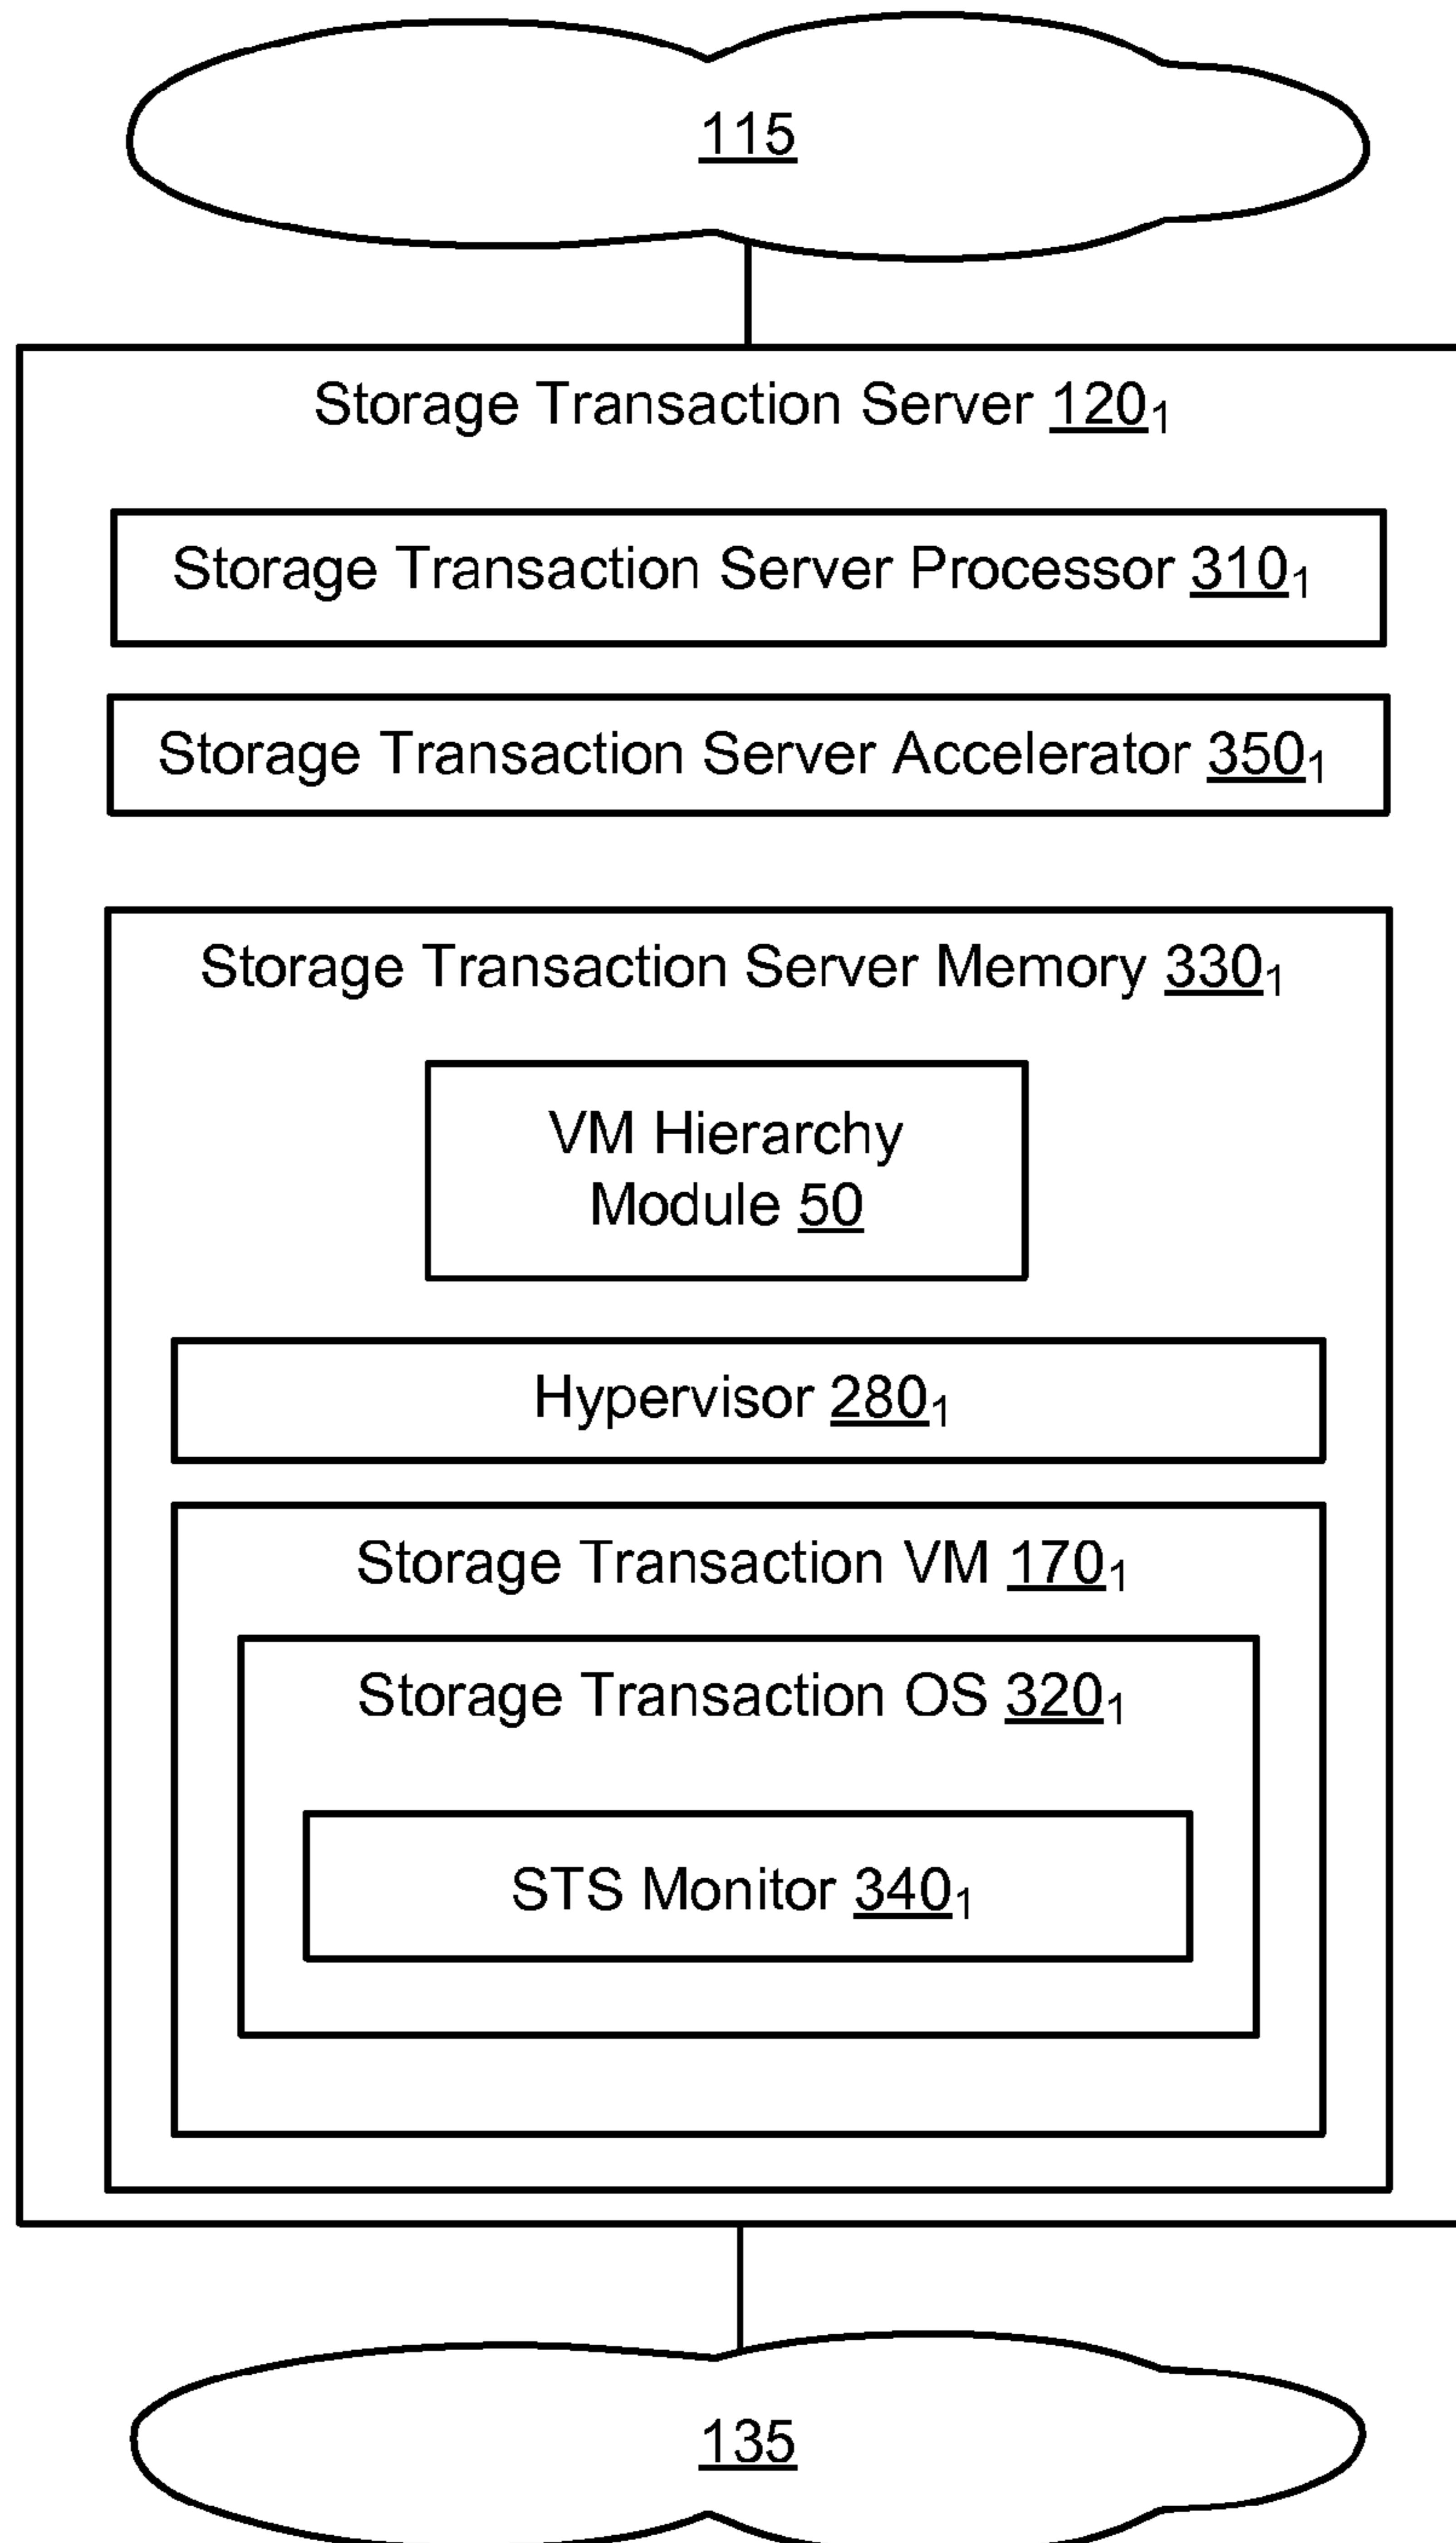 115
Storage Transaction Server 120₁
Storage Transaction Server Processor 310₁
Storage Transaction Server Accelerator 350₁
Storage Transaction Server Memory 330₁
VM Hierarchy
Module 50
Hypervisor 280₁
Storage Transaction VM 170₁
Storage Transaction OS 320₁
STS Monitor 340₁
135